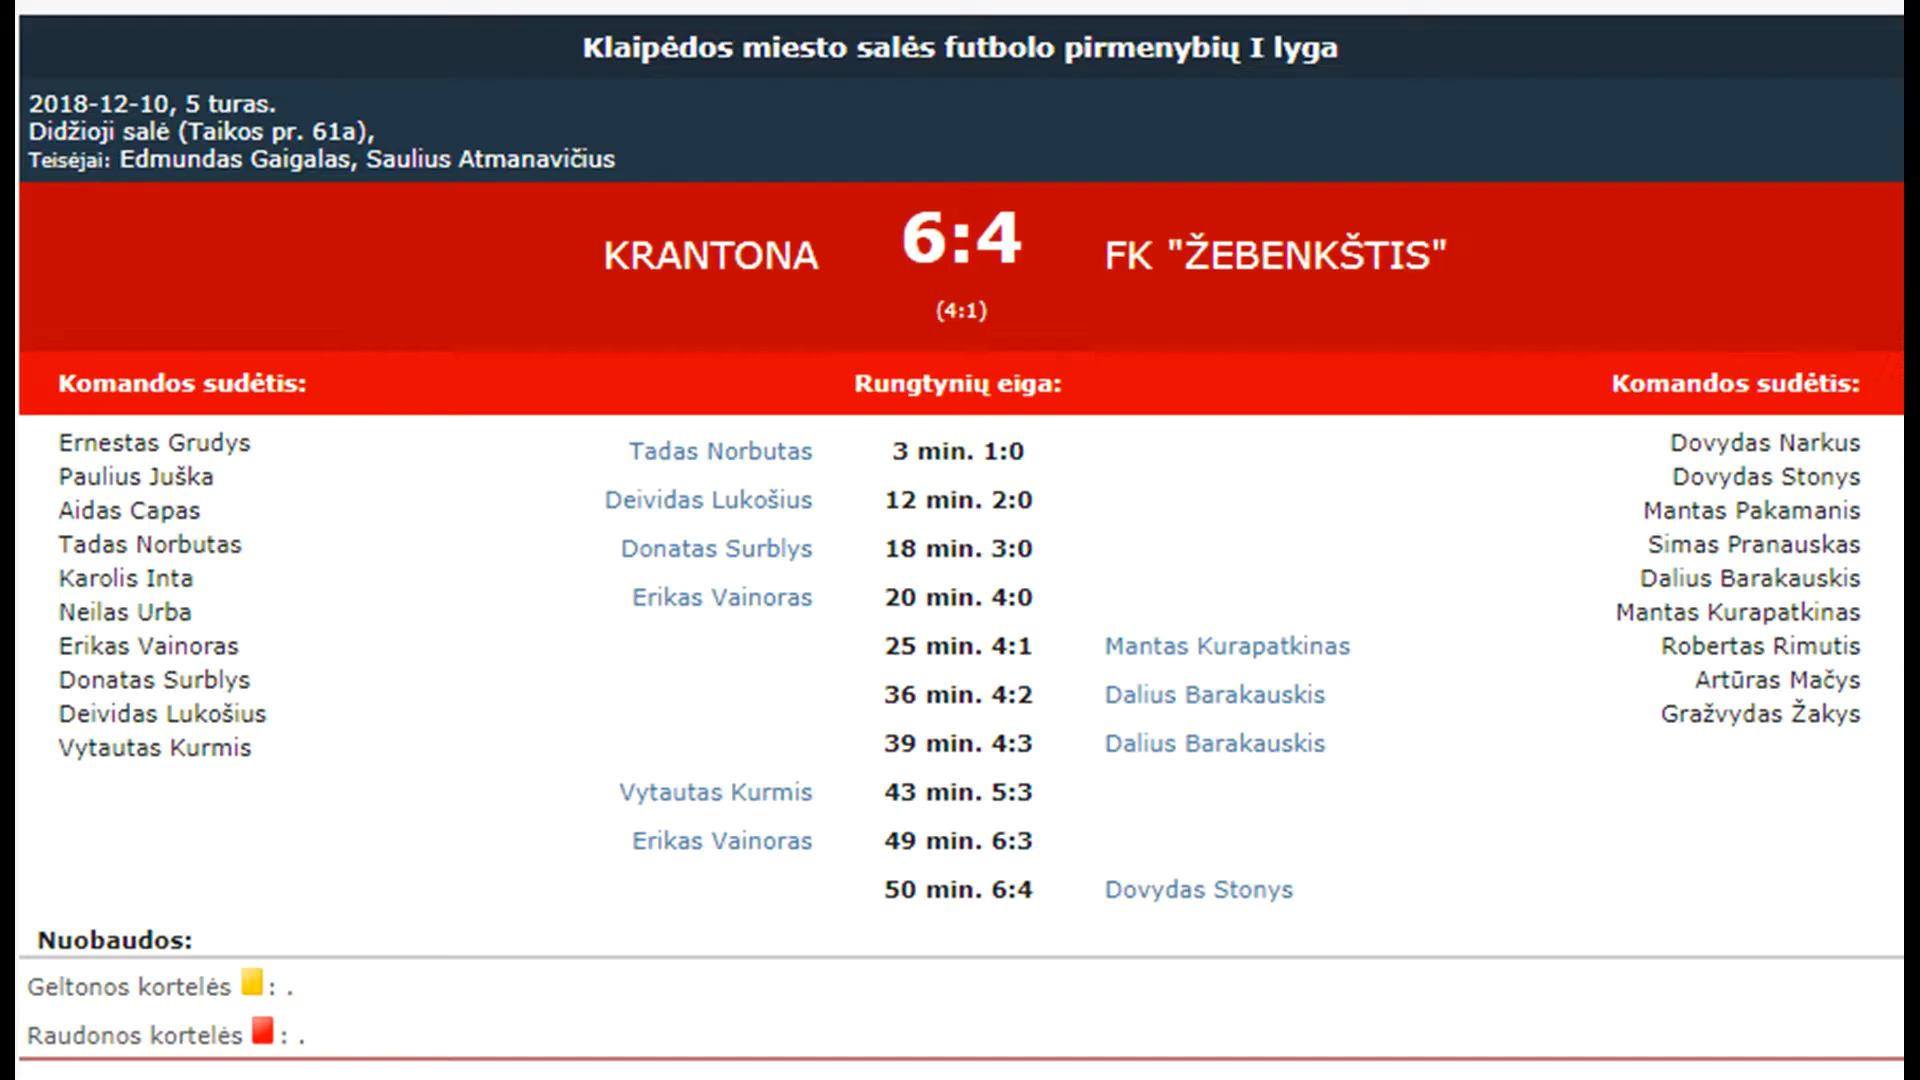 Klaipėdos miesto salės futbolo pirmenybių I lyga
2018-12-10, 5 turas.
Didžioji salė (Taikos pr. 61a),
Teisėjai: Edmundas Gaigalas, Saulius Atmanavičius
KRANTONA 6:4 FK "ŽEBENKŠTIS"
(4:1)
Komandos sudėtis: Rungtynių eiga: Komandos sudėtis:
Ernestas Grudys
Paulius Juška
Aidas Capas
Tadas Norbutas
Karolis Inta
Neilas Urba
Erikas Vainoras
Donatas Surblys
Deividas Lukošius
Vytautas Kurmis
Tadas Norbutas 3 min. 1:0
Deividas Lukošius 12 min. 2:0
Donatas Surblys 18 min. 3:0
Erikas Vainoras 20 min. 4:0
25 min. 4:1 Mantas Kurapatkinas
36 min. 4:2 Dalius Barakauskis
39 min. 4:3 Dalius Barakauskis
Vytautas Kurmis 43 min. 5:3
Erikas Vainoras 49 min. 6:3
50 min. 6:4 Dovydas Stonys
Dovydas Narkus
Dovydas Stonys
Mantas Pakamanis
Simas Pranauskas
Dalius Barakauskis
Mantas Kurapatkinas
Robertas Rimutis
Artūras Mačys
Gražvydas Žakys
Nuobaudos:
Geltonos kortelės : .
Raudonos kortelės : .